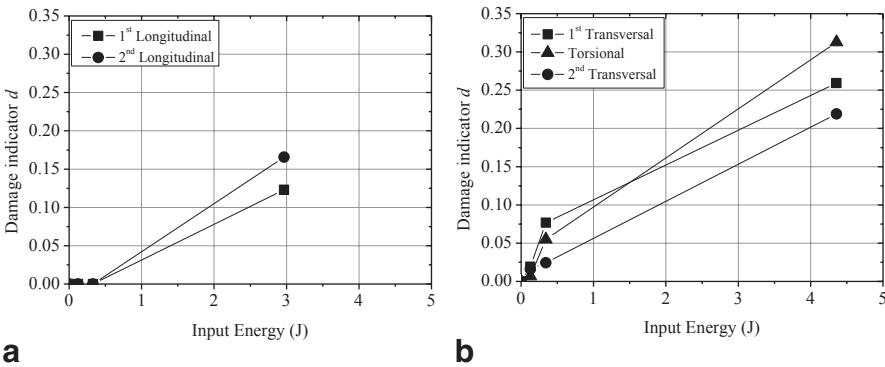 0.35
0.30
0.25
0.20
0.15
0.10
0.05
0.00
Damage indicator d
1st Longitudinal
2nd Longitudinal
0 1 2 3 4 5
Input Energy (J)
a
0.35
0.30
0.25
0.20
0.15
0.10
0.05
0.00
Damage indicator d
1st Transversal
Torsional
2nd Transversal
0 1 2 3 4 5
Input Energy (J)
b